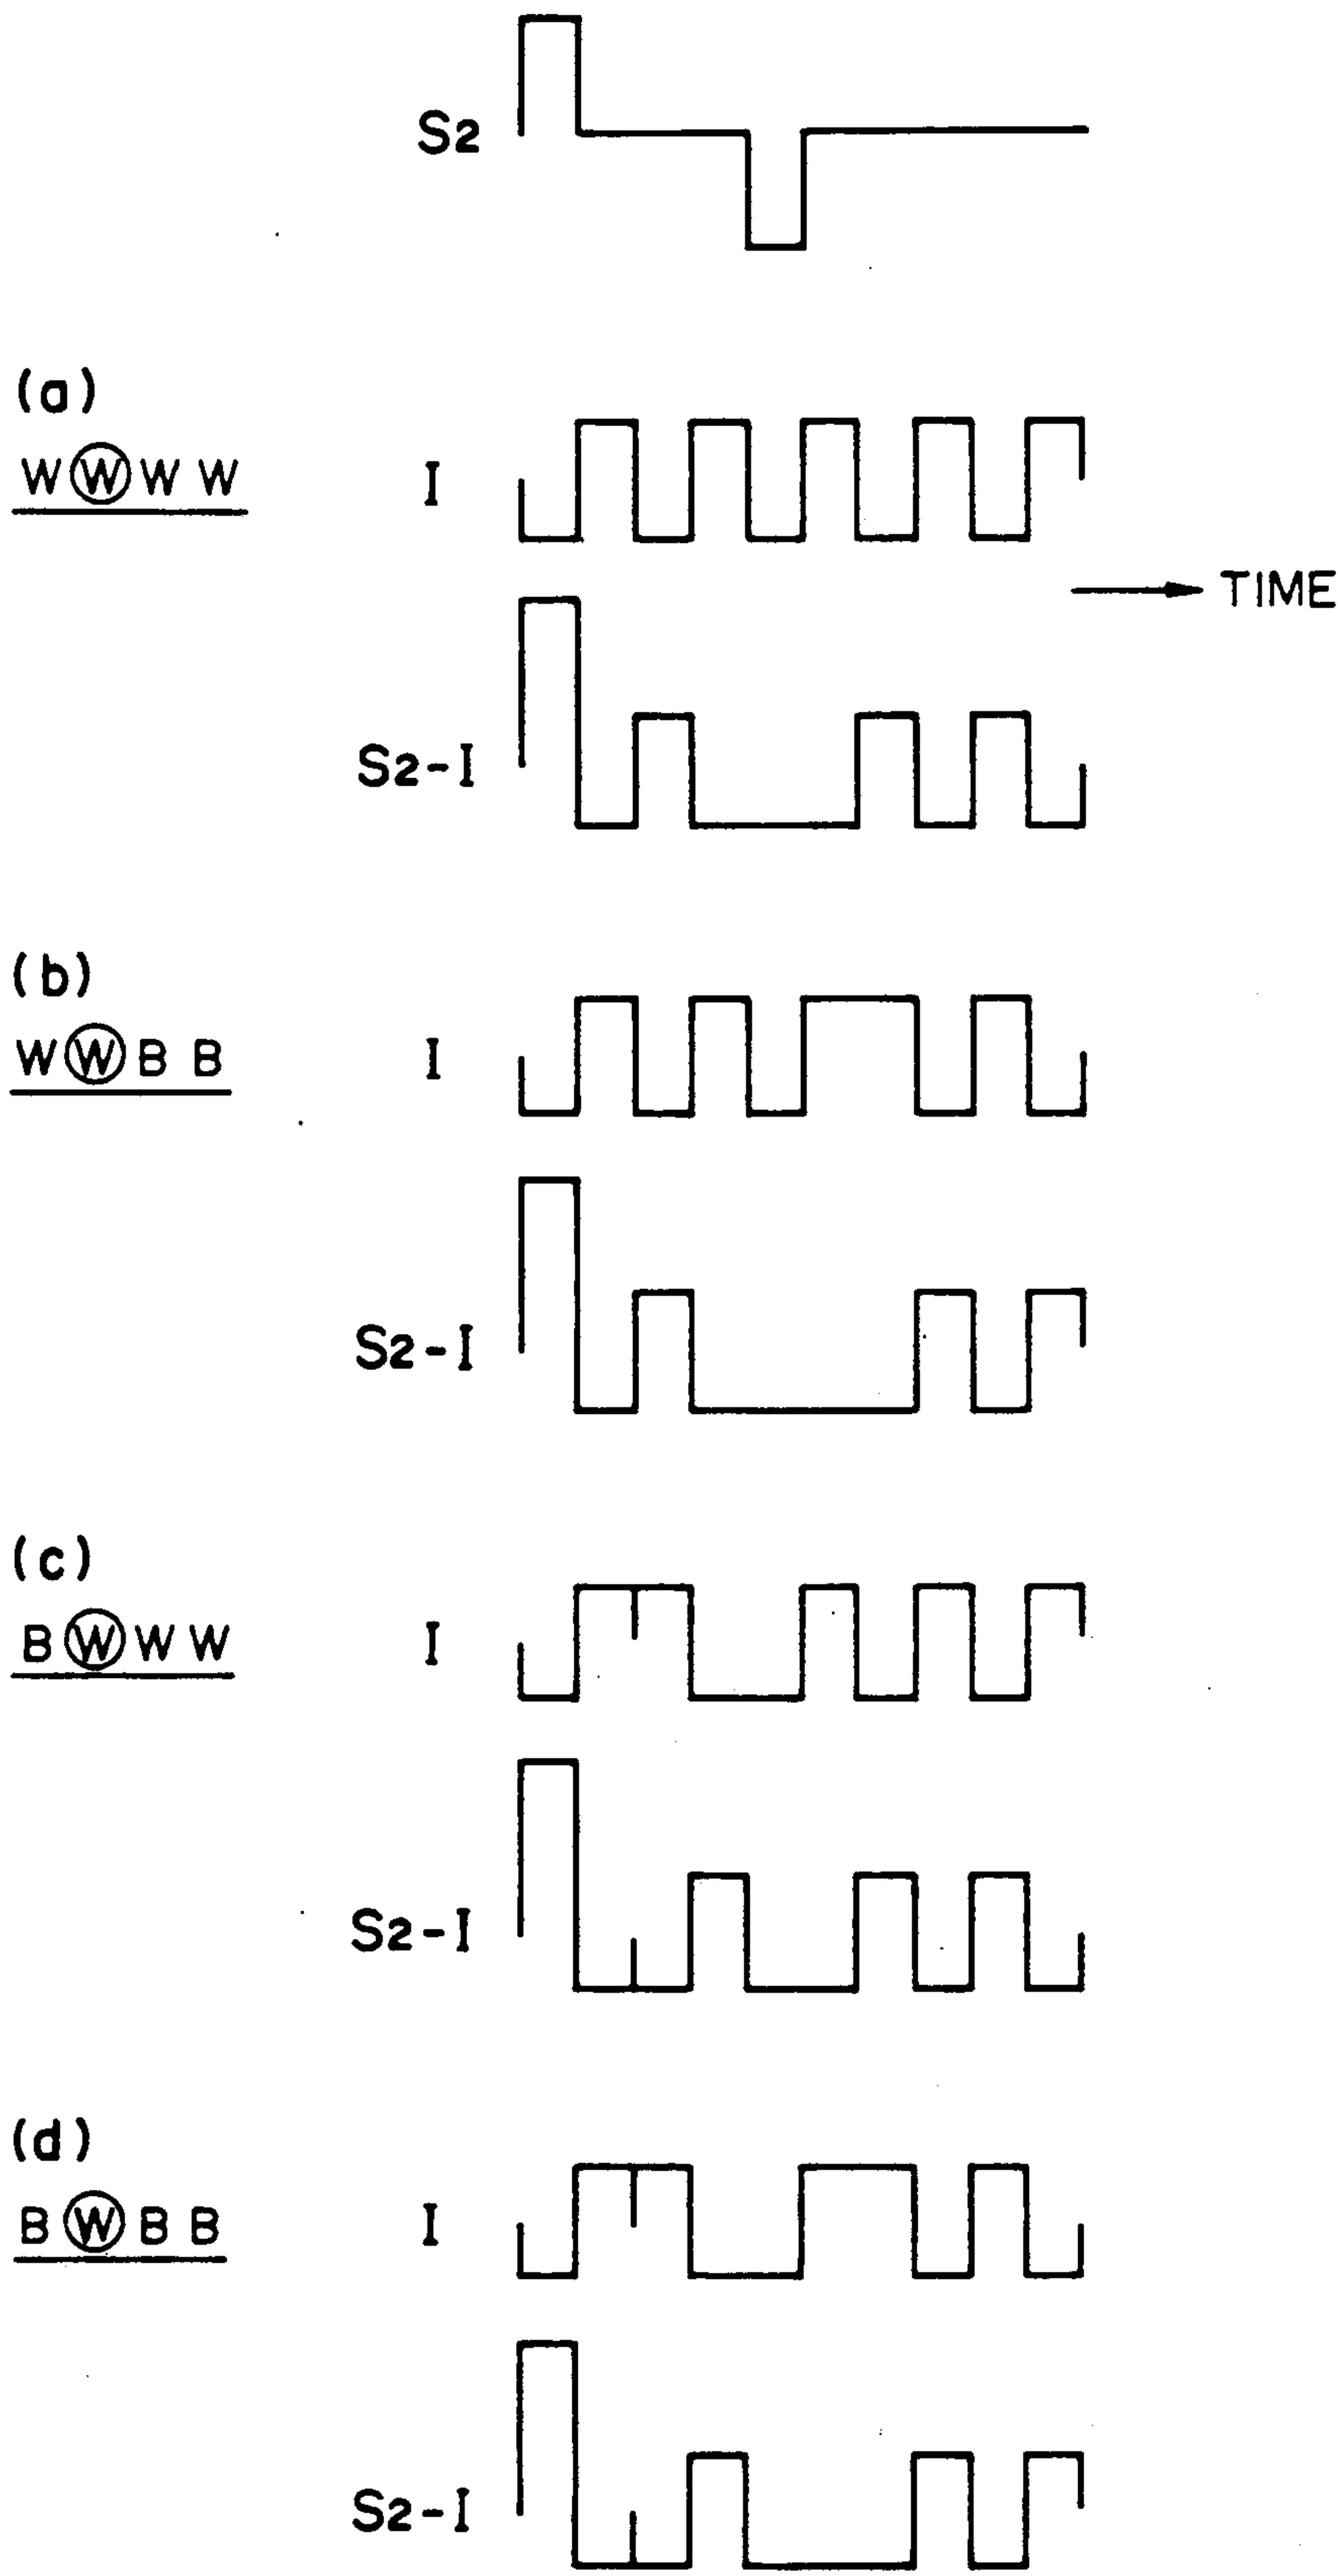 S2
(a)
W W W W
I
TIME
S2-I
(b)
W W B B
I
S2-I
(c)
B W W W
I
S2-I
(d)
B W B B
I
S2-I